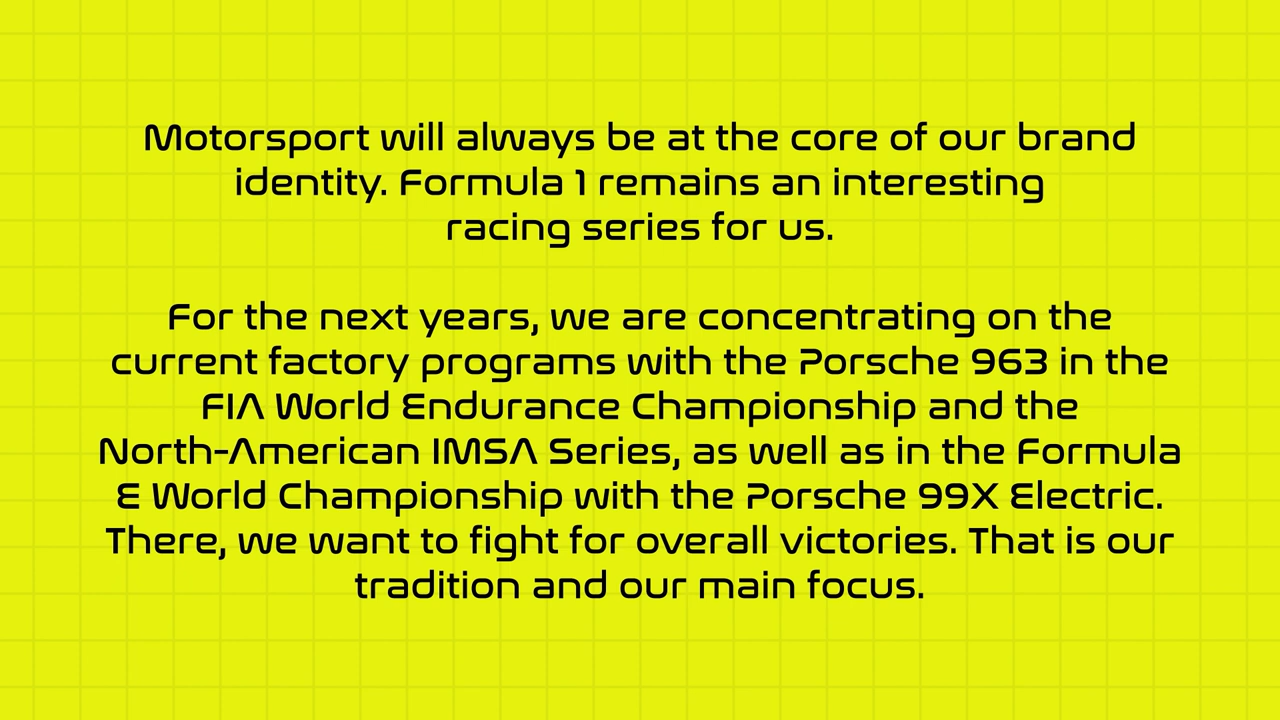 Motorsport will always be at the core of our brand
identity. Formula 1 remains an interesting
racing series for us.
For the next years, we are concentrating on the
current factory programs with the Porsche 963 in the
FIA World Endurance Championship and the
North-American IMSA Series, as well as in the Formula
E World Championship with the Porsche 99X Electric.
There, we want to fight for overall victories. That is our
tradition and our main focus.